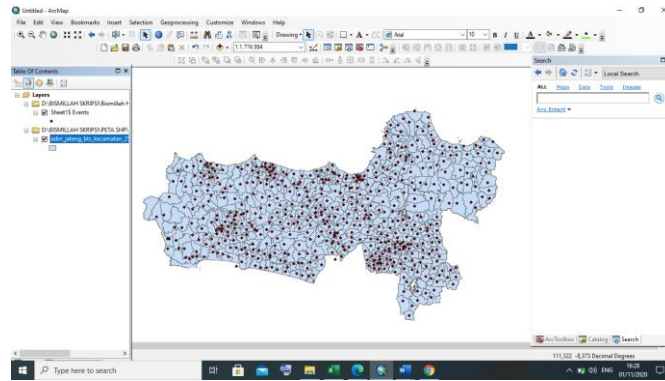 Untitled - ArcMap
File Edit View Bookmarks Insert Selection Geoprocessing Customize Windows Help
Drawing Arial 10 B I U A
1:1.774.994
Table Of Contents
Search
Layers
D:\BISMILLAH SKRIPSI\Bismillah H
Sheet1$ Events
D:\BISMILLAH SKRIPSI\PETA SHIP
adm_jateng_bts_kecamatan_2
Local Search
ALL Maps Data Tools Images
Any Extent
ArcToolbox Catalog Search
111,322 -8,373 Decimal Degrees
Type here to search
ENG
16:28
01/11/2020